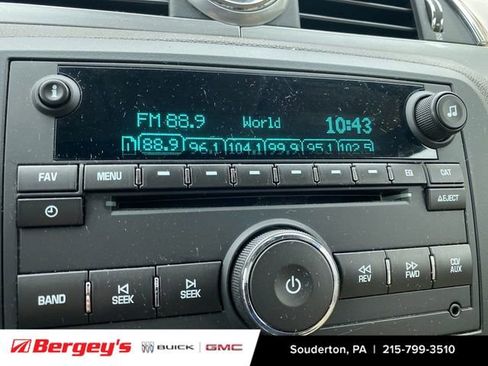 FM 88.9 World 10:43
1 88.9 96.1 104.1 99.9 95.1 102.5
FAV MENU EQ CAT
EJECT
BAND SEEK SEEK REV FWD CD/AUX
Bergey's BUICK GMC Souderton, PA | 215-799-3510